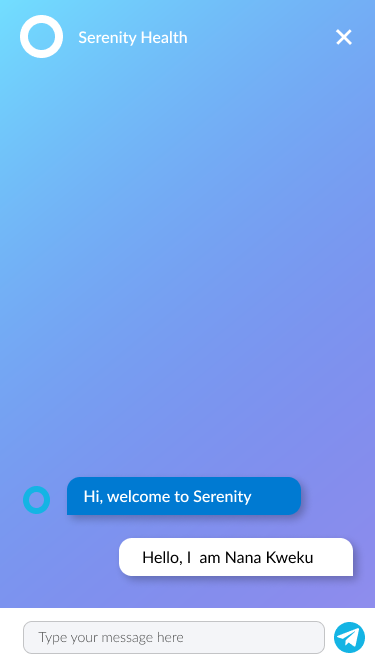 Serenity Health
Hi, welcome to Serenity
Hello, I  am Nana Kweku
Type your message here